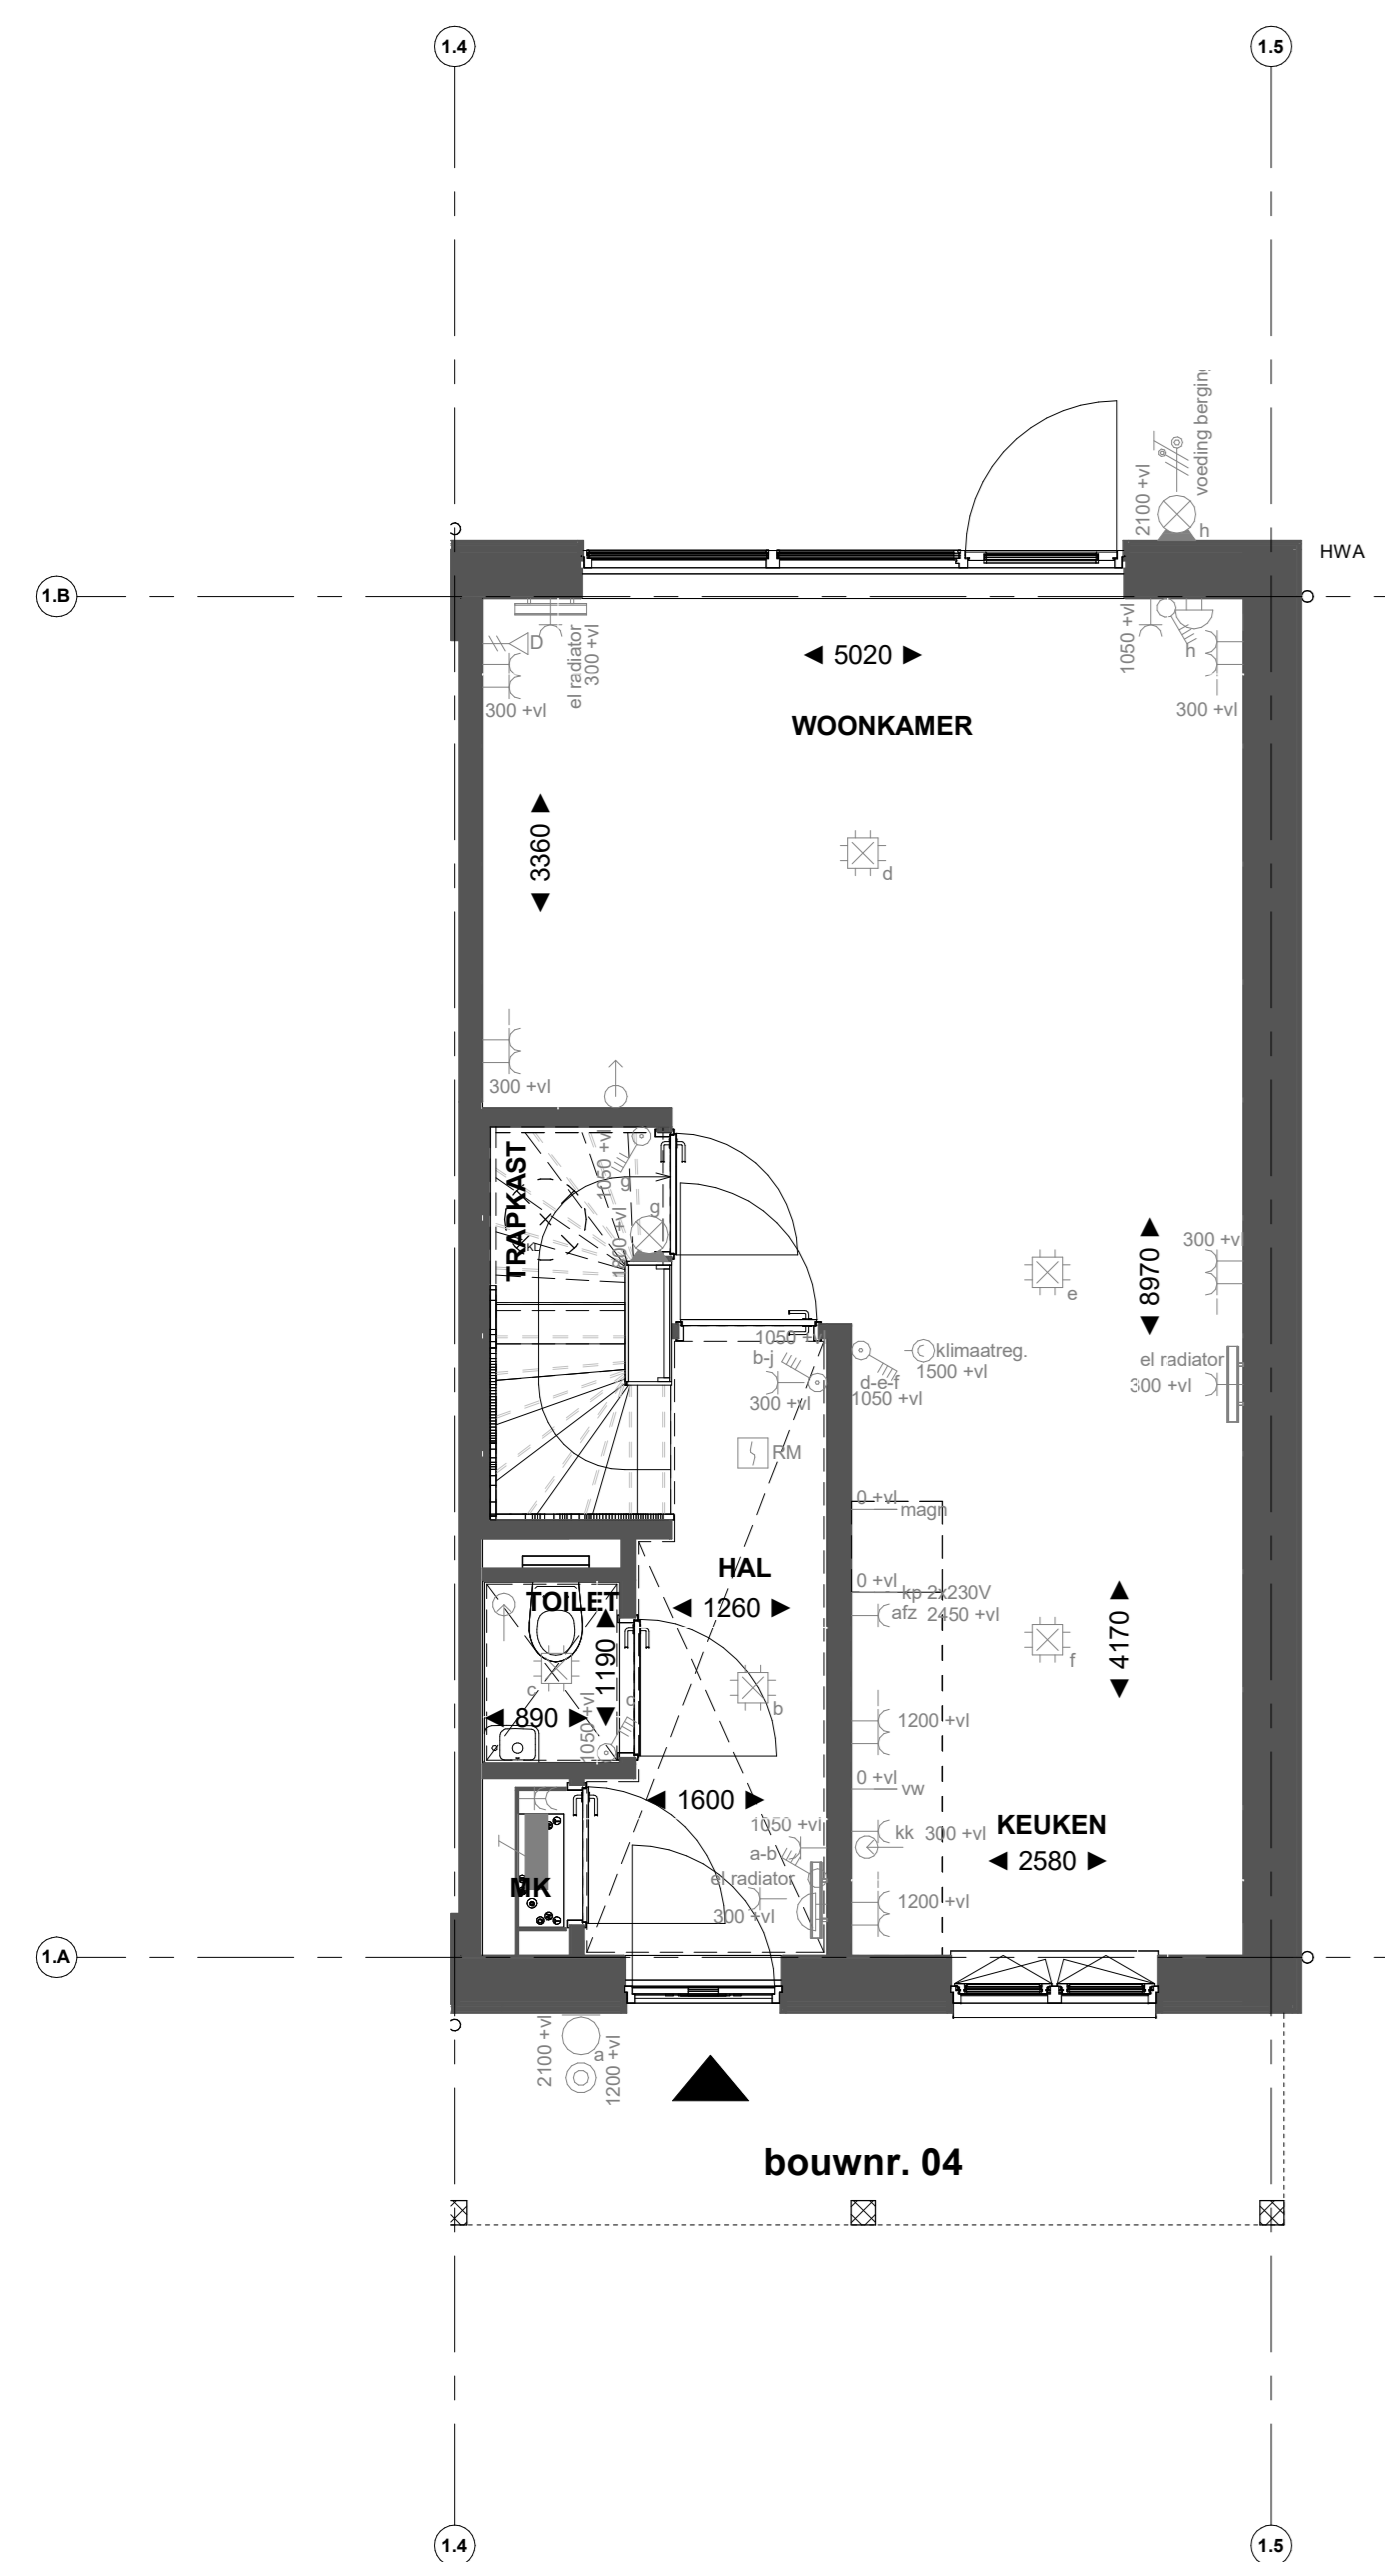 1.4
1.5
voeding berging
2100 +vl
h
HWA
1.B
D
el radiator
300 +vl
300 +vl
5020
1050 +vl
h
300 +vl
WOONKAMER
3360
d
300 +vl
TRAPKAST
1050 +vl
g
g
1200 +vl
8970
300 +vl
e
1050 +vl
b-j
300 +vl
klimaatreg.
1500 +vl
d-e-f
1050 +vl
el radiator
300 +vl
RM
0 +vl
magn
HAL
1260
0 +vl
kp 2x230V
afz 2450 +vl
TOILET
1190
c
890
1050 +vl
c
b
f
4170
1200 +vl
0 +vl
vw
1600
1050 +vl
a-b
el radiator
300 +vl
kk 300 +vl
KEUKEN
2580
1200 +vl
MK
1.A
2100 +vl
a
1200 +vl
bouwnr. 04
1.4
1.5